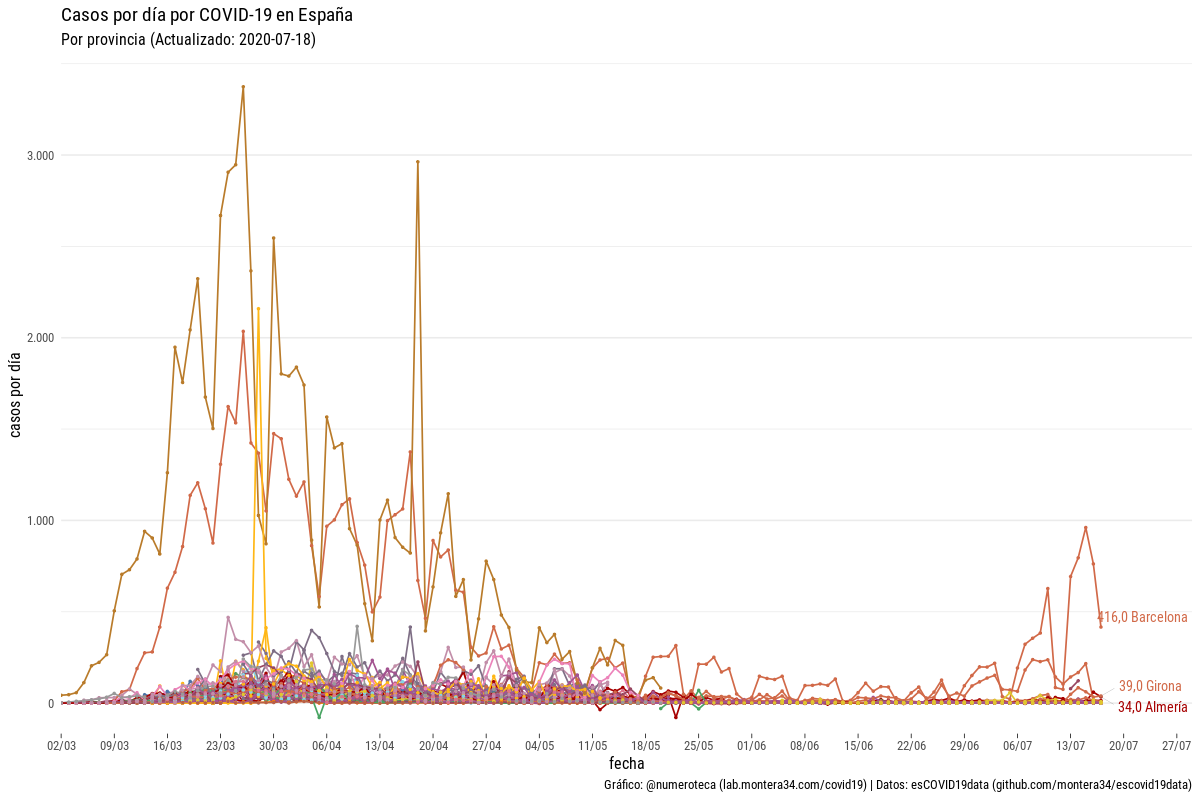 Casos por día por COVID-19 en España
Por provincia (Actualizado: 2020-07-18)
casos por día
3.000
2.000
1.000
0
416,0 Barcelona
39,0 Girona
34,0 Almería
02/03 09/03 16/03 23/03 30/03 06/04 13/04 20/04 27/04 04/05 11/05 18/05 25/05 01/06 08/06 15/06 22/06 29/06 06/07 13/07 20/07 27/07
fecha
Gráfico: @numeroteca (lab.montera34.com/covid19) | Datos: esCOVID19data (github.com/montera34/escovid19data)